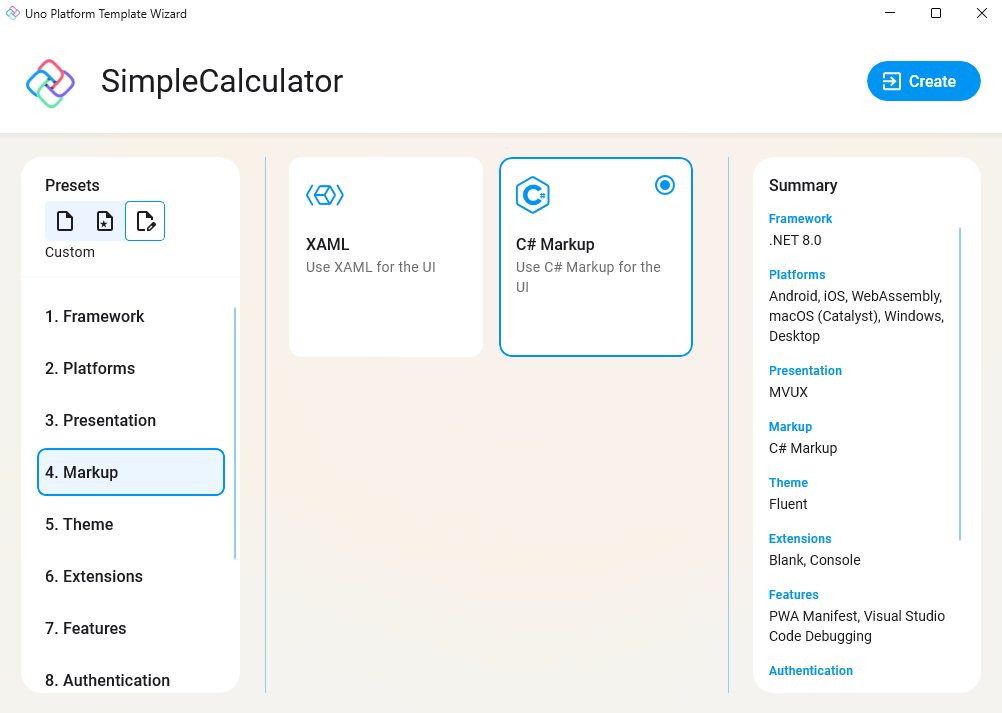 Uno Platform Template Wizard
SimpleCalculator
Create
Presets
Custom
1. Framework
2. Platforms
3. Presentation
4. Markup
5. Theme
6. Extensions
7. Features
8. Authentication
XAML
Use XAML for the UI
C# Markup
Use C# Markup for the
UI
Summary
Framework
.NET 8.0
Platforms
Android, iOS, WebAssembly,
macOS (Catalyst), Windows,
Desktop
Presentation
MVUX
Markup
C# Markup
Theme
Fluent
Extensions
Blank, Console
Features
PWA Manifest, Visual Studio
Code Debugging
Authentication